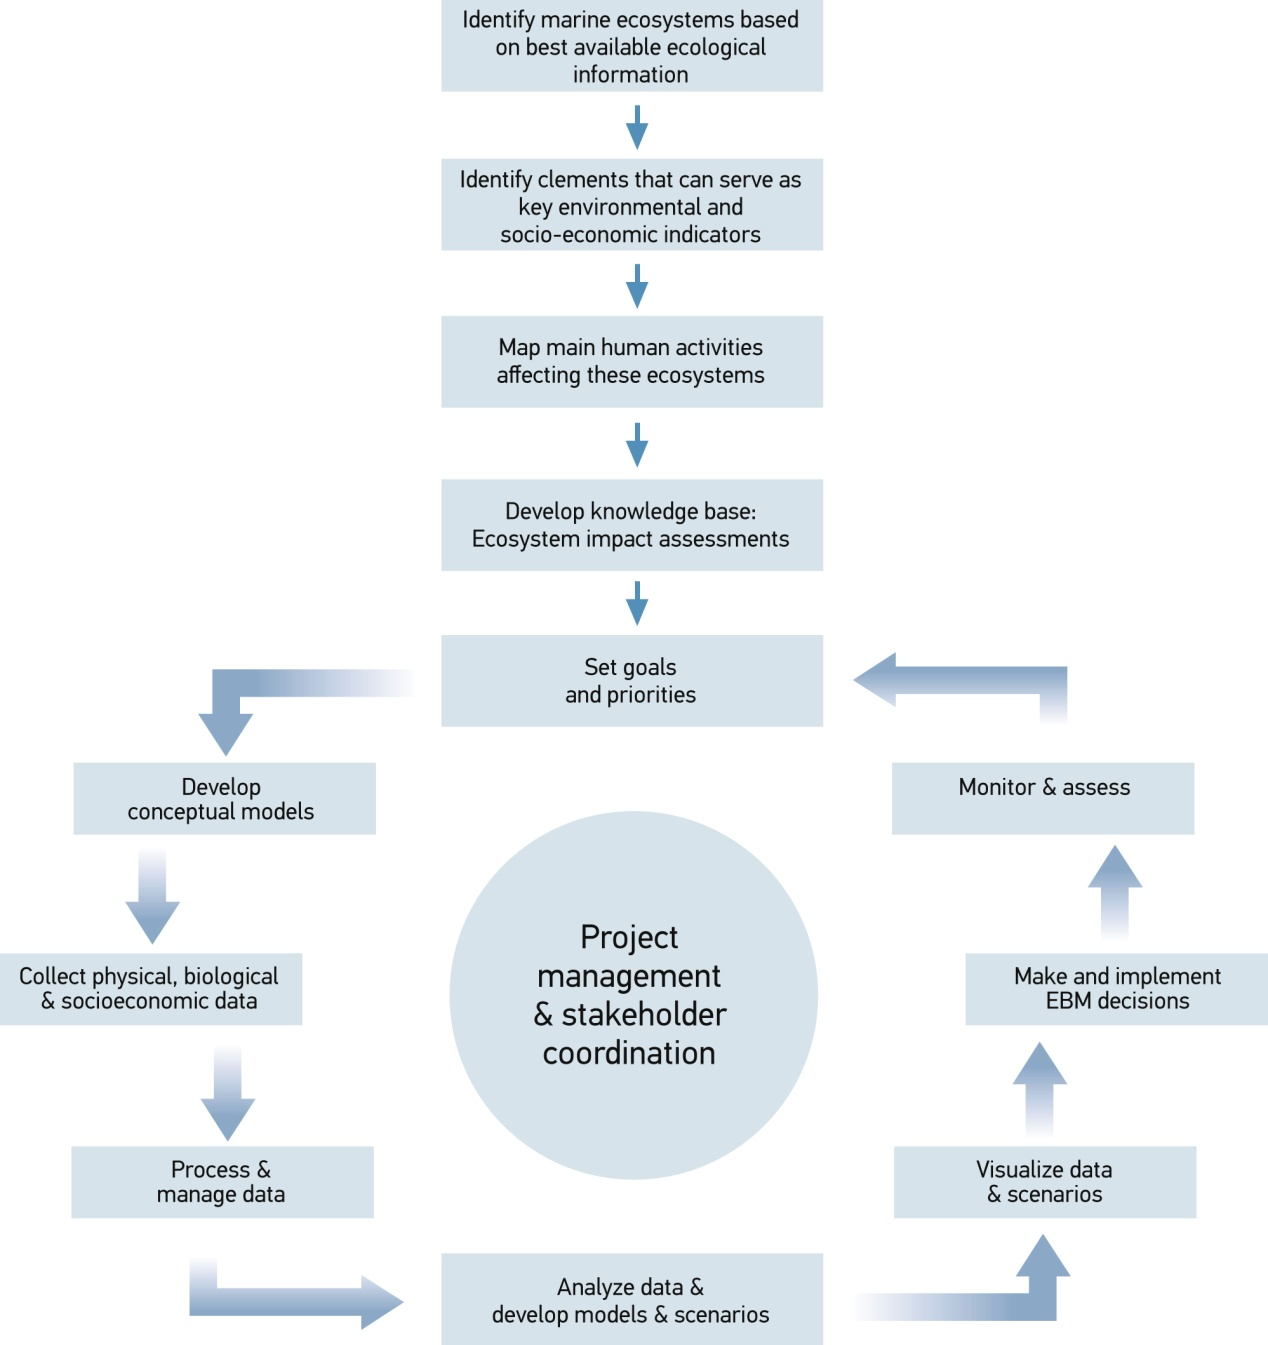 Identify marine ecosystems based
on best available ecological
information
Identify clements that can serve as
key environmental and
socio-economic indicators
Map main human activities
affecting these ecosystems
Develop knowledge base:
Ecosystem impact assessments
Set goals
and priorities
Develop
conceptual models
Monitor & assess
Project
management
& stakeholder
coordination
Collect physical, biological
& socioeconomic data
Make and implement
EBM decisions
Process &
manage data
Visualize data
& scenarios
Analyze data &
develop models & scenarios